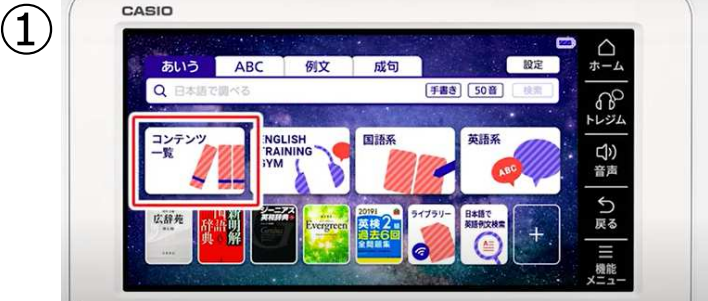 ①
CASIO
あいう ABC 例文 成句 設定
日本語で調べる 手書き 50音 検索
コンテンツ
一覧
ENGLISH
TRAINING
GYM
国語系
英語系
ABC
広辞苑
新明解
国語
辞典
ジーニアス
英和辞典
Evergreen
2019
英検2級
過去6回
全問題集
ライブラリー
日本語で
英語例文検索
+
ホーム
トレジム
音声
戻る
機能
メニュー